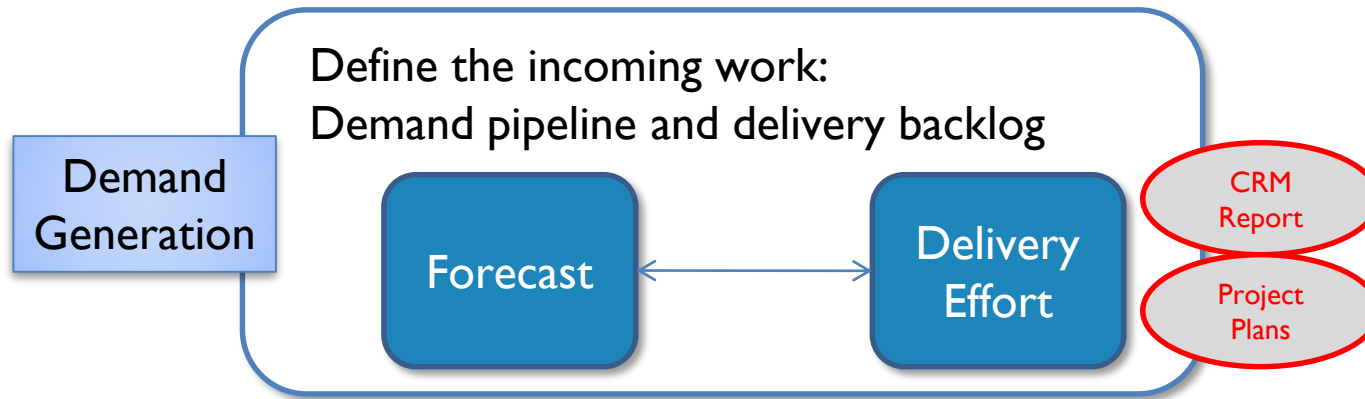 Define the incoming work:
Demand pipeline and delivery backlog
Demand
Generation
Forecast
Delivery
Effort
CRM
Report
Project
Plans